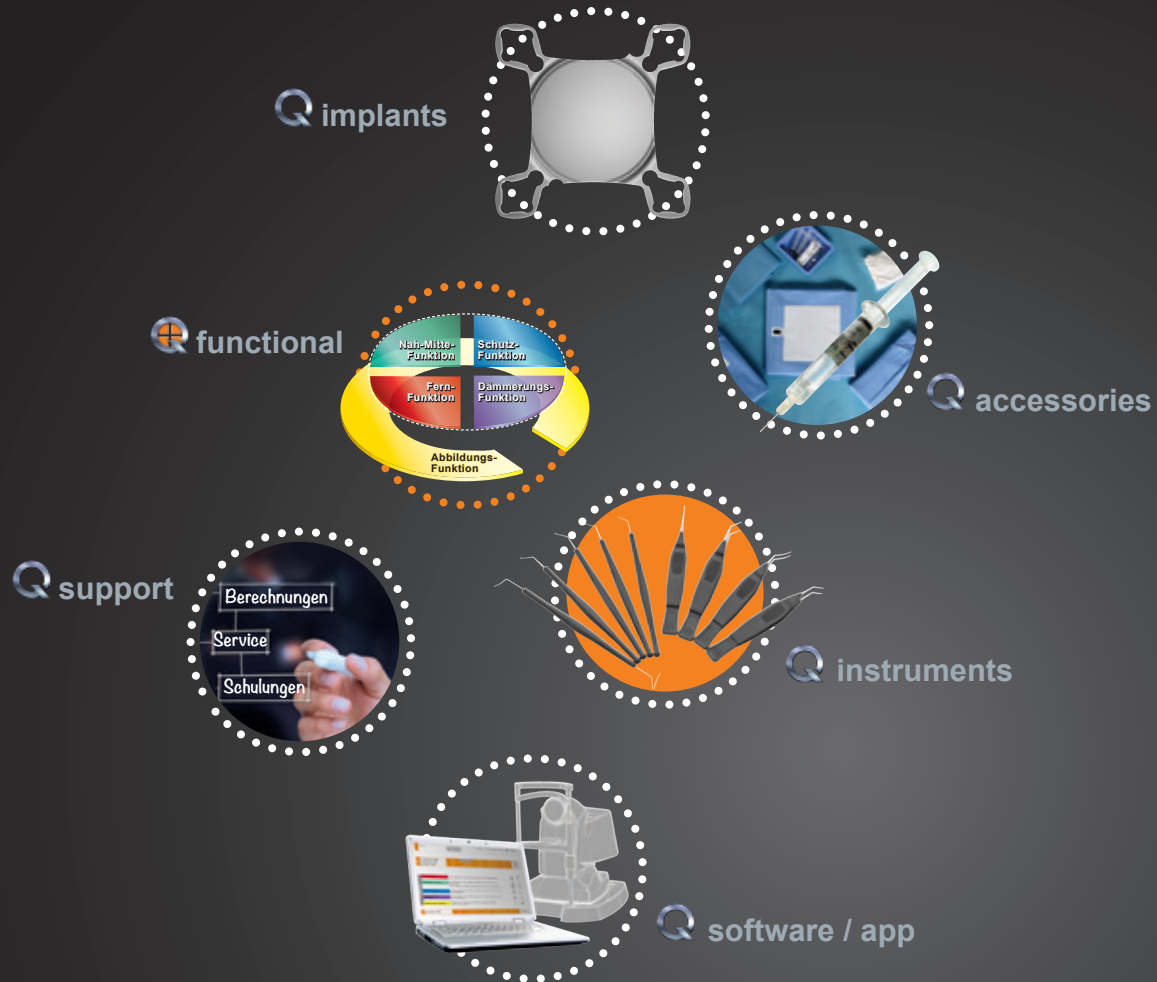 Q implants
Q functional
Nah-Mitte-
Funktion
Schutz-
Funktion
Fern-
Funktion
Dämmerungs-
Funktion
Abbildungs-
Funktion
Q accessories
Q support
Berechnungen
Service
Schulungen
Q instruments
Q software / app